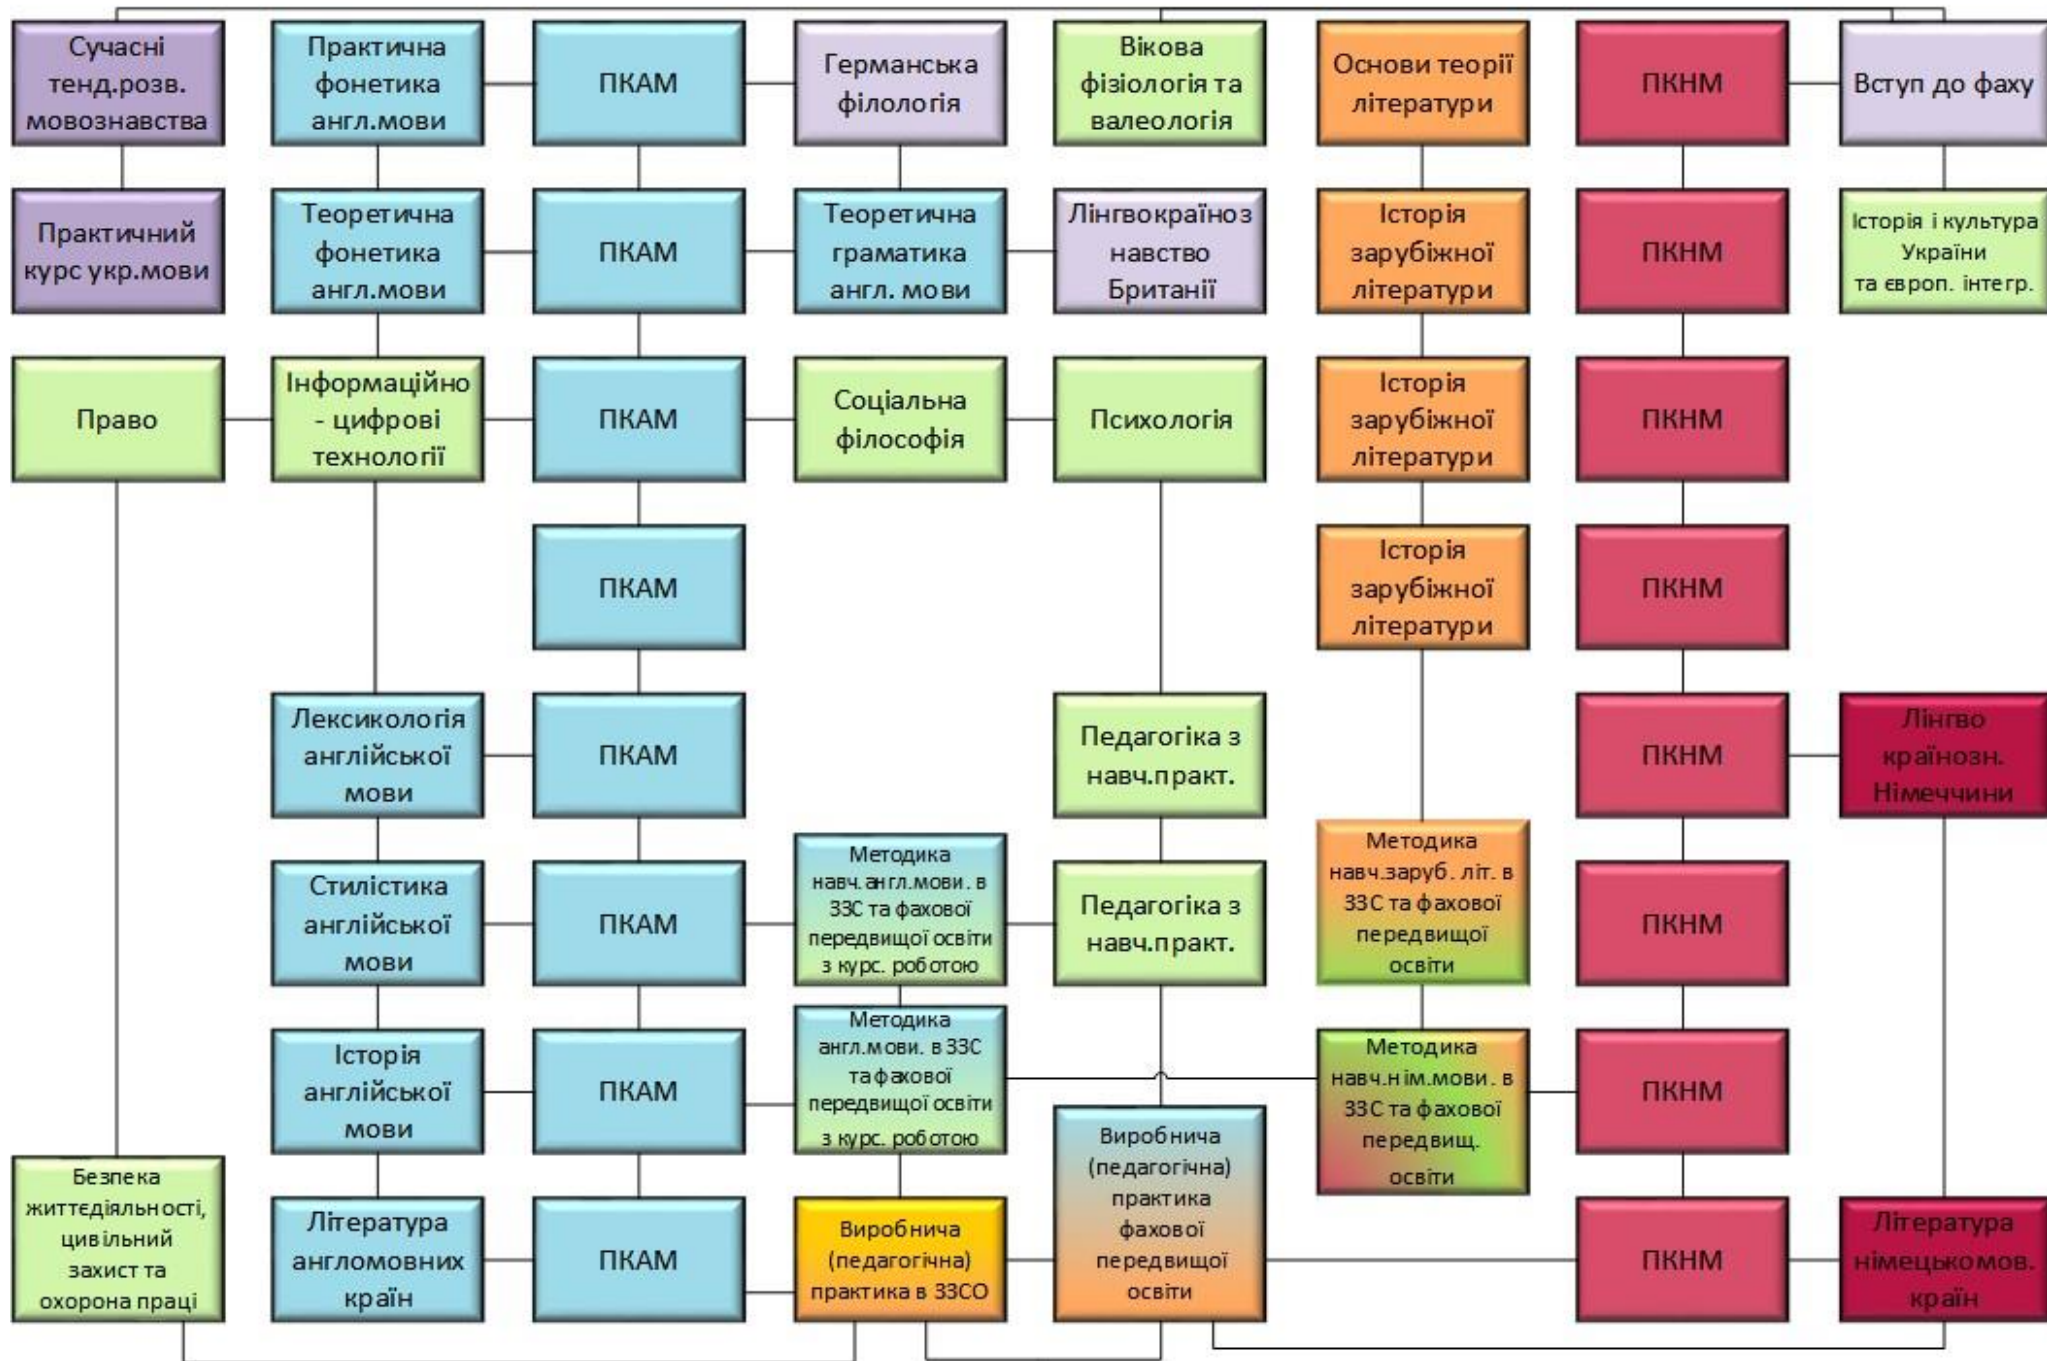 Сучасні
тенд.розв.
мовознавства
Практична
фонетика
англ.мови
ПКАМ
Германська
філологія
Вікова
фізіологія та
валеологія
Основи теорії
літератури
ПКНМ
Вступ до фаху
Практичний
курс укр.мови
Теоретична
фонетика
англ.мови
ПКАМ
Теоретична
граматика
англ. мови
Лінгвокраїноз
навство
Британії
Історія
зарубіжної
літератури
ПКНМ
Історія і культура
України
та європ. інтегр.
Право
Інформаційно
- цифрові
технології
ПКАМ
Соціальна
філософія
Психологія
Історія
зарубіжної
літератури
ПКНМ
ПКАМ
Історія
зарубіжної
літератури
ПКНМ
Лексикологія
англійської
мови
ПКАМ
Педагогіка з
навч.практ.
ПКНМ
Лінгво
країнозн.
Німеччини
Стилістика
англійської
мови
ПКАМ
Методика
навч.англ.мови. в
ЗЗС та фахової
передвищої освіти
з курс. роботою
Педагогіка з
навч.практ.
Методика
навч.заруб. літ. в
ЗЗС та фахової
передвищої
освіти
ПКНМ
Історія
англійської
мови
ПКАМ
Методика
англ.мови. в ЗЗС
та фахової
передвищої освіти
з курс. роботою
Методика
навч.нім.мови. в
ЗЗС та фахової
передвищ.
освіти
ПКНМ
Безпека
життєдіяльності,
цивільний
захист та
охорона праці
Література
англомовних
країн
ПКАМ
Виробнича
(педагогічна)
практика в ЗЗСО
Виробнича
(педагогічна)
практика
фахової
передвищої
освіти
ПКНМ
Література
німецькомов.
країн